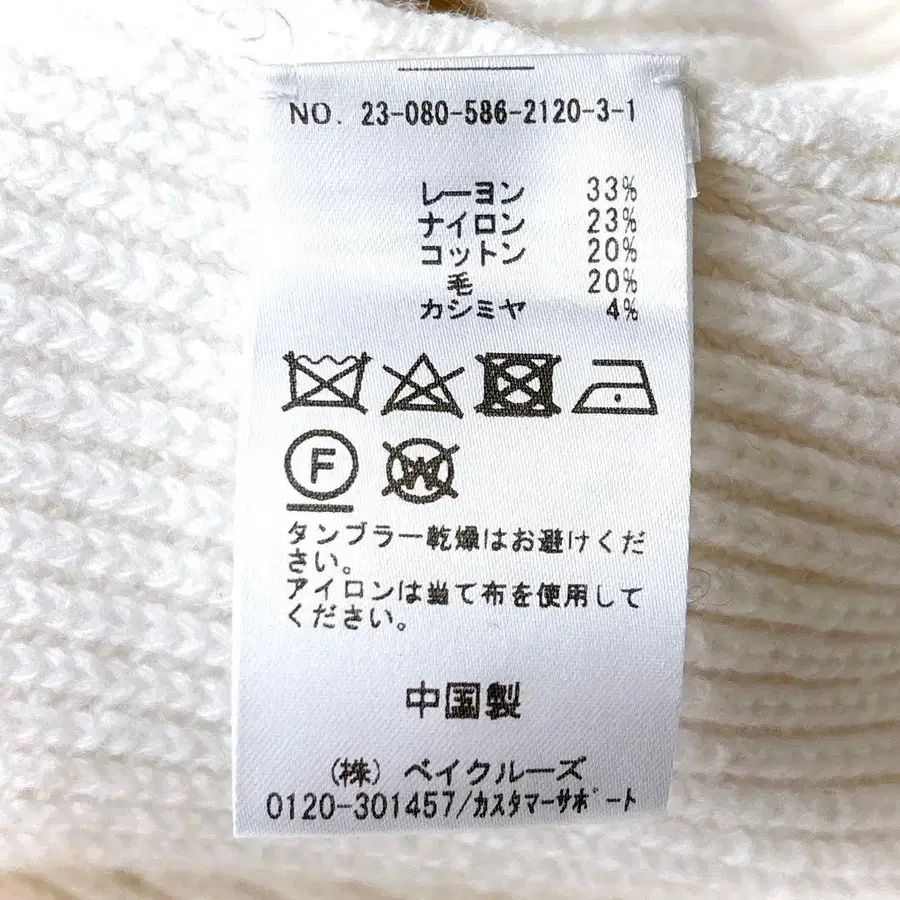 NO. 23-080-586-2120-3-1
レーヨン 33%
ナイロン 23%
コットン 20%
毛 20%
カシミヤ 4%
F W
タンブラー乾燥はお避けくだ
さい。
アイロンは当て布を使用して
ください。
中国製
(株) ベイクルーズ
0120-301457/カスタマーサポート